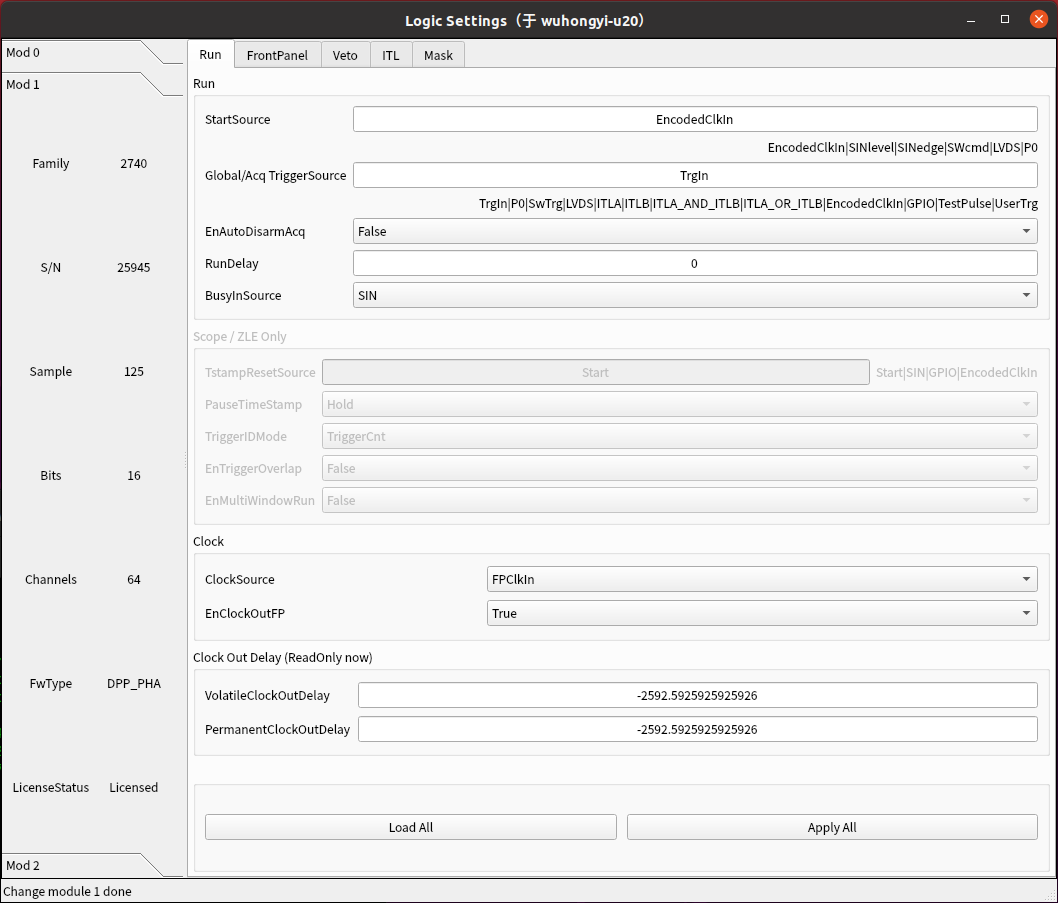 Logic Settings（于 wuhongyi-u20）
Mod 0
Mod 1
Family 2740
S/N 25945
Sample 125
Bits 16
Channels 64
FwType DPP_PHA
LicenseStatus Licensed
Mod 2
Run FrontPanel Veto ITL Mask
Run
StartSource EncodedClkIn
EncodedClkIn|SINlevel|SINedge|SWcmd|LVDS|P0
Global/Acq TriggerSource TrgIn
TrgIn|P0|SwTrg|LVDS|ITLA|ITLB|ITLA_AND_ITLB|ITLA_OR_ITLB|EncodedClkIn|GPIO|TestPulse|UserTrg
EnAutoDisarmAcq False
RunDelay 0
BusyInSource SIN
Scope / ZLE Only
TstampResetSource Start Start|SIN|GPIO|EncodedClkIn
PauseTimeStamp Hold
TriggerIDMode TriggerCnt
EnTriggerOverlap False
EnMultiWindowRun False
Clock
ClockSource FPClkIn
EnClockOutFP True
Clock Out Delay (ReadOnly now)
VolatileClockOutDelay -2592.5925925925926
PermanentClockOutDelay -2592.5925925925926
Load All Apply All
Change module 1 done